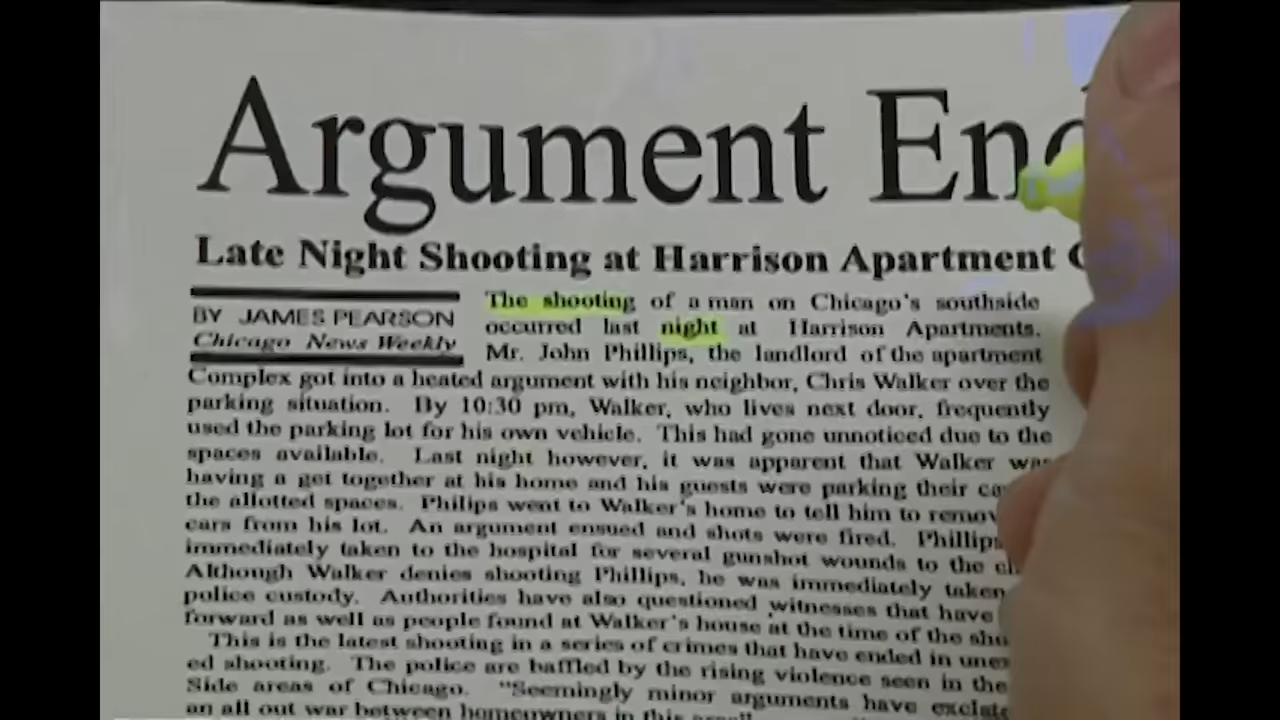 Argument En
Late Night Shooting at Harrison Apartment
BY JAMES PEARSON
Chicago News Weekly
The shooting of a man on Chicago's southside
occurred last night at Harrison Apartments.
Mr. John Phillips, the landlord of the apartment
Complex got into a heated argument with his neighbor, Chris Walker over the
parking situation. By 10:30 pm, Walker, who lives next door, frequently
used the parking lot for his own vehicle. This had gone unnoticed due to the
spaces available. Last night however, it was apparent that Walker was
having a get together at his home and his guests were parking their
the allotted spaces. Philips went to Walker's home to tell him to
cars from his lot. An argument ensued and shots were fired. Phillips
immediately taken to the hospital for several gunshot wounds to the
Although Walker denies shooting Phillips, he was immediately taken
police custody. Authorities have also questioned witnesses that have
forward as well as people found at Walker's house at the time of the
This is the latest shooting in a series of crimes that have ended in
ed shooting. The police are baffled by the rising violence seen in the
Side areas of Chicago. "Seemingly minor arguments have
an all out war between homeowners in this area"